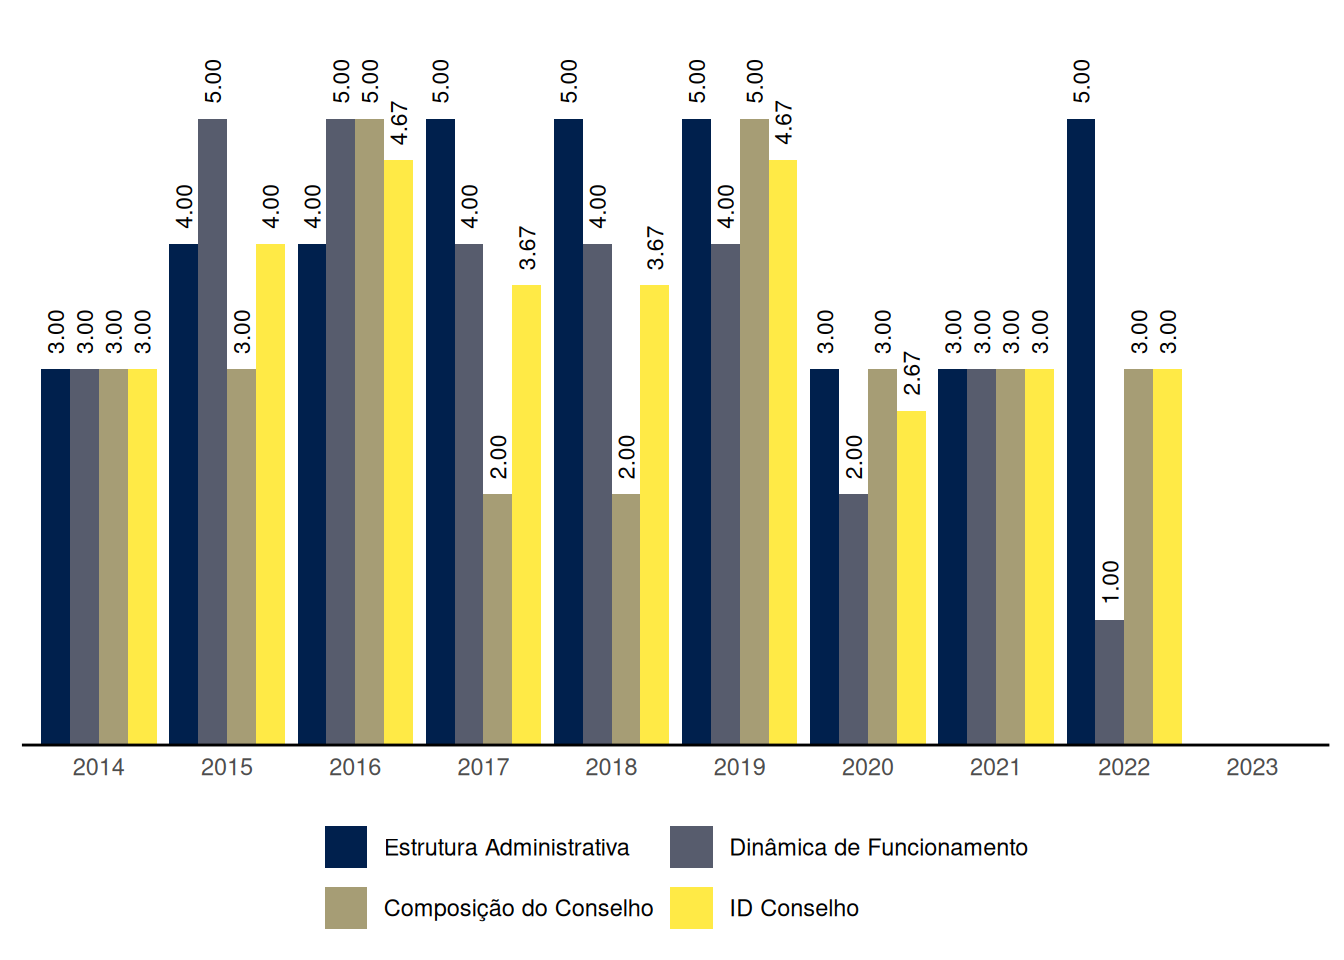 3.00 3.00 3.00 3.00
4.00 5.00 3.00 4.00
4.00 5.00 5.00 4.67
5.00 4.00 2.00 3.67
5.00 4.00 2.00 3.67
5.00 4.00 5.00 4.67
3.00 2.00 3.00 2.67
3.00 3.00 3.00 3.00
5.00 1.00 3.00 3.00
2014 2015 2016 2017 2018 2019 2020 2021 2022 2023
Estrutura Administrativa Dinâmica de Funcionamento
Composição do Conselho ID Conselho